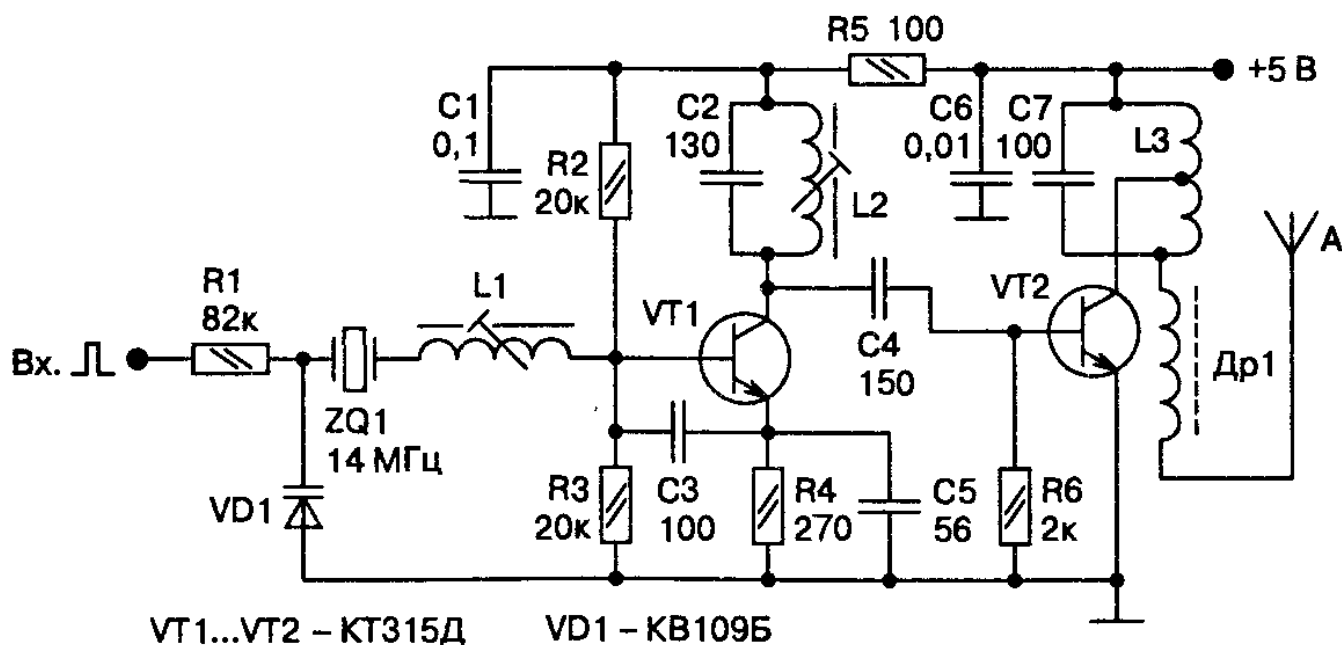 R5 100
+5 В
C1
0,1
R2
20к
C2
130
L2
C6
0,01
C7
100
L3
A
R1
82к
L1
VT1
VT2
C4
150
Др1
Вх.
ZQ1
14 МГц
VD1
R3
20к
C3
100
R4
270
C5
56
R6
2к
VT1...VT2 – КТ315Д VD1 – КВ109Б